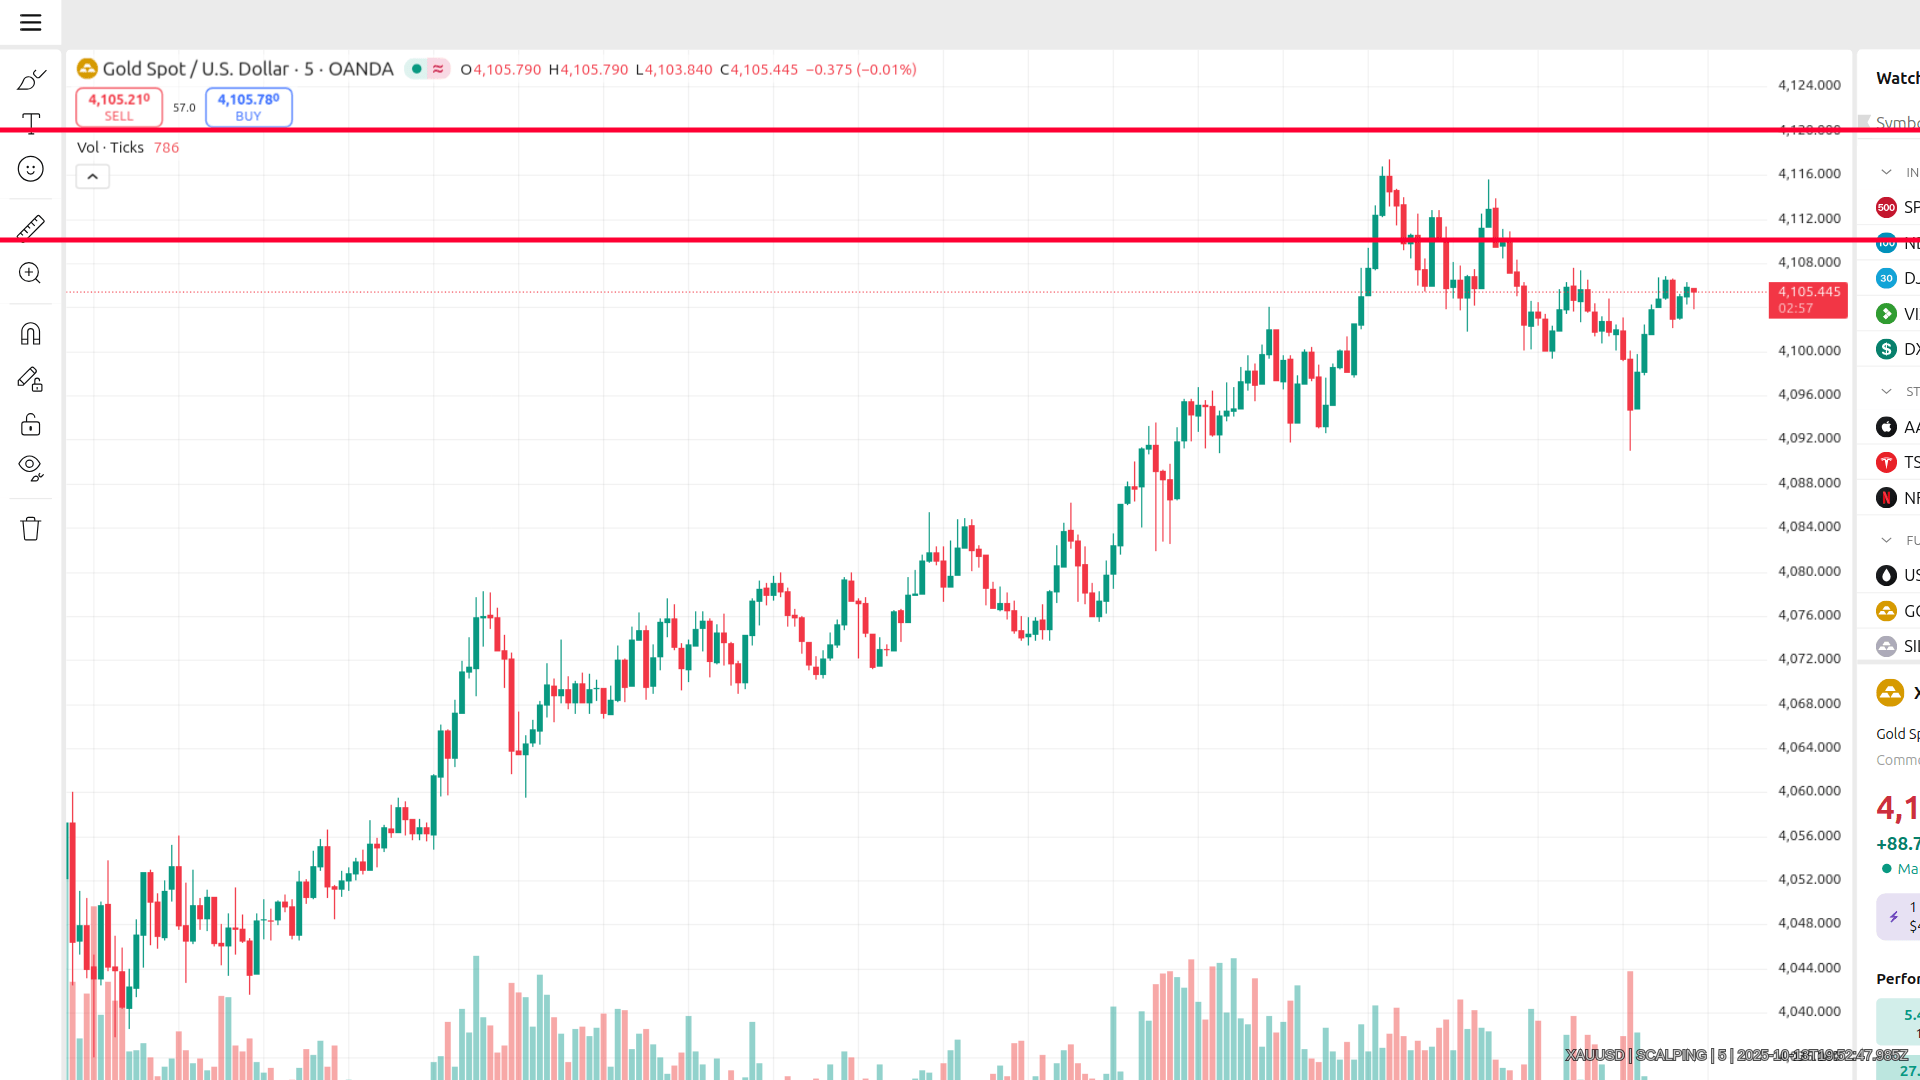 Gold Spot / U.S. Dollar · 5 · OANDA
O4,105.790 H4,105.790 L4,103.840 C4,105.445 −0.375 (−0.01%)
4,105.210
SELL
57.0
4,105.780
BUY
Vol · Ticks 786
4,124.000
4,120.000
4,116.000
4,112.000
4,108.000
4,105.445
02:57
4,100.000
4,096.000
4,092.000
4,088.000
4,084.000
4,080.000
4,076.000
4,072.000
4,068.000
4,064.000
4,060.000
4,056.000
4,052.000
4,048.000
4,044.000
4,040.000
Watch
Symbo
IN
500 SP
100 ND
30 DJ
VI
DX
ST
AA
TS
NF
FU
US
GO
SIL
X
Gold Sp
Commo
4,1
+88.7
Ma
1
$4
Perfor
5.4
1
27.
XAUUSD | SCALPING | 5 | 2025-10-13T19:52:47.985Z